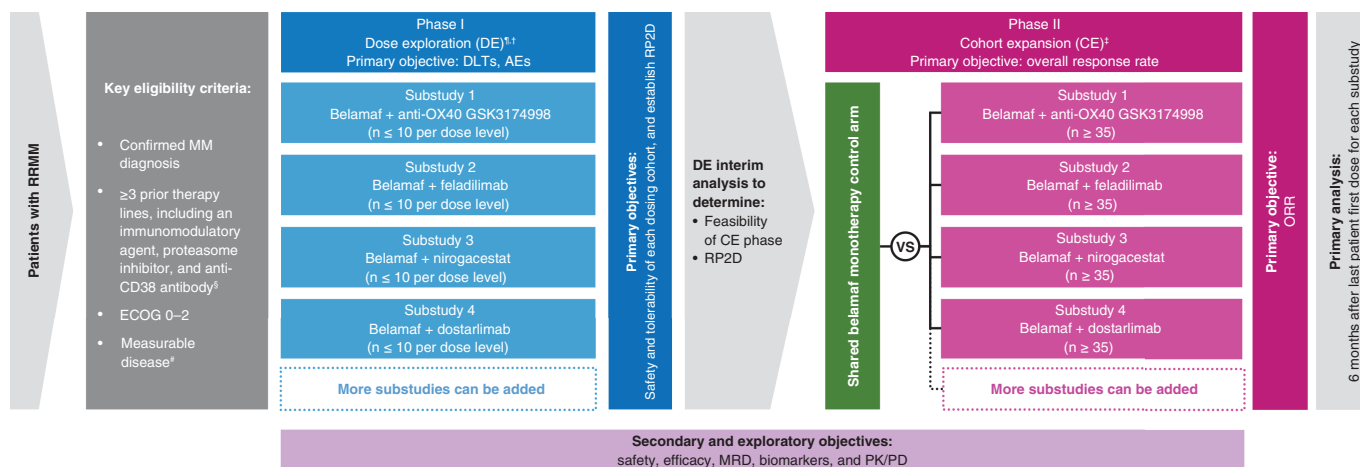 Patients with RRMM
Key eligibility criteria:
• Confirmed MM
diagnosis
• ≥3 prior therapy
lines, including an
immunomodulatory
agent, proteasome
inhibitor, and anti-
CD38 antibody§
• ECOG 0–2
• Measurable
disease#
Phase I
Dose exploration (DE)¶,†
Primary objective: DLTs, AEs
Substudy 1
Belamaf + anti-OX40 GSK3174998
(n ≤ 10 per dose level)
Substudy 2
Belamaf + feladilimab
(n ≤ 10 per dose level)
Substudy 3
Belamaf + nirogacestat
(n ≤ 10 per dose level)
Substudy 4
Belamaf + dostarlimab
(n ≤ 10 per dose level)
More substudies can be added
Primary objectives:
Safety and tolerability of each dosing cohort, and establish RP2D
DE interim
analysis to
determine:
• Feasibility
of CE phase
• RP2D
Phase II
Cohort expansion (CE)‡
Primary objective: overall response rate
Shared belamaf monotherapy control arm
VS
Substudy 1
Belamaf + anti-OX40 GSK3174998
(n ≥ 35)
Substudy 2
Belamaf + feladilimab
(n ≥ 35)
Substudy 3
Belamaf + nirogacestat
(n ≥ 35)
Substudy 4
Belamaf + dostarlimab
(n ≥ 35)
More substudies can be added
Primary objective:
ORR
Primary analysis:
6 months after last patient first dose for each substudy
Secondary and exploratory objectives:
safety, efficacy, MRD, biomarkers, and PK/PD